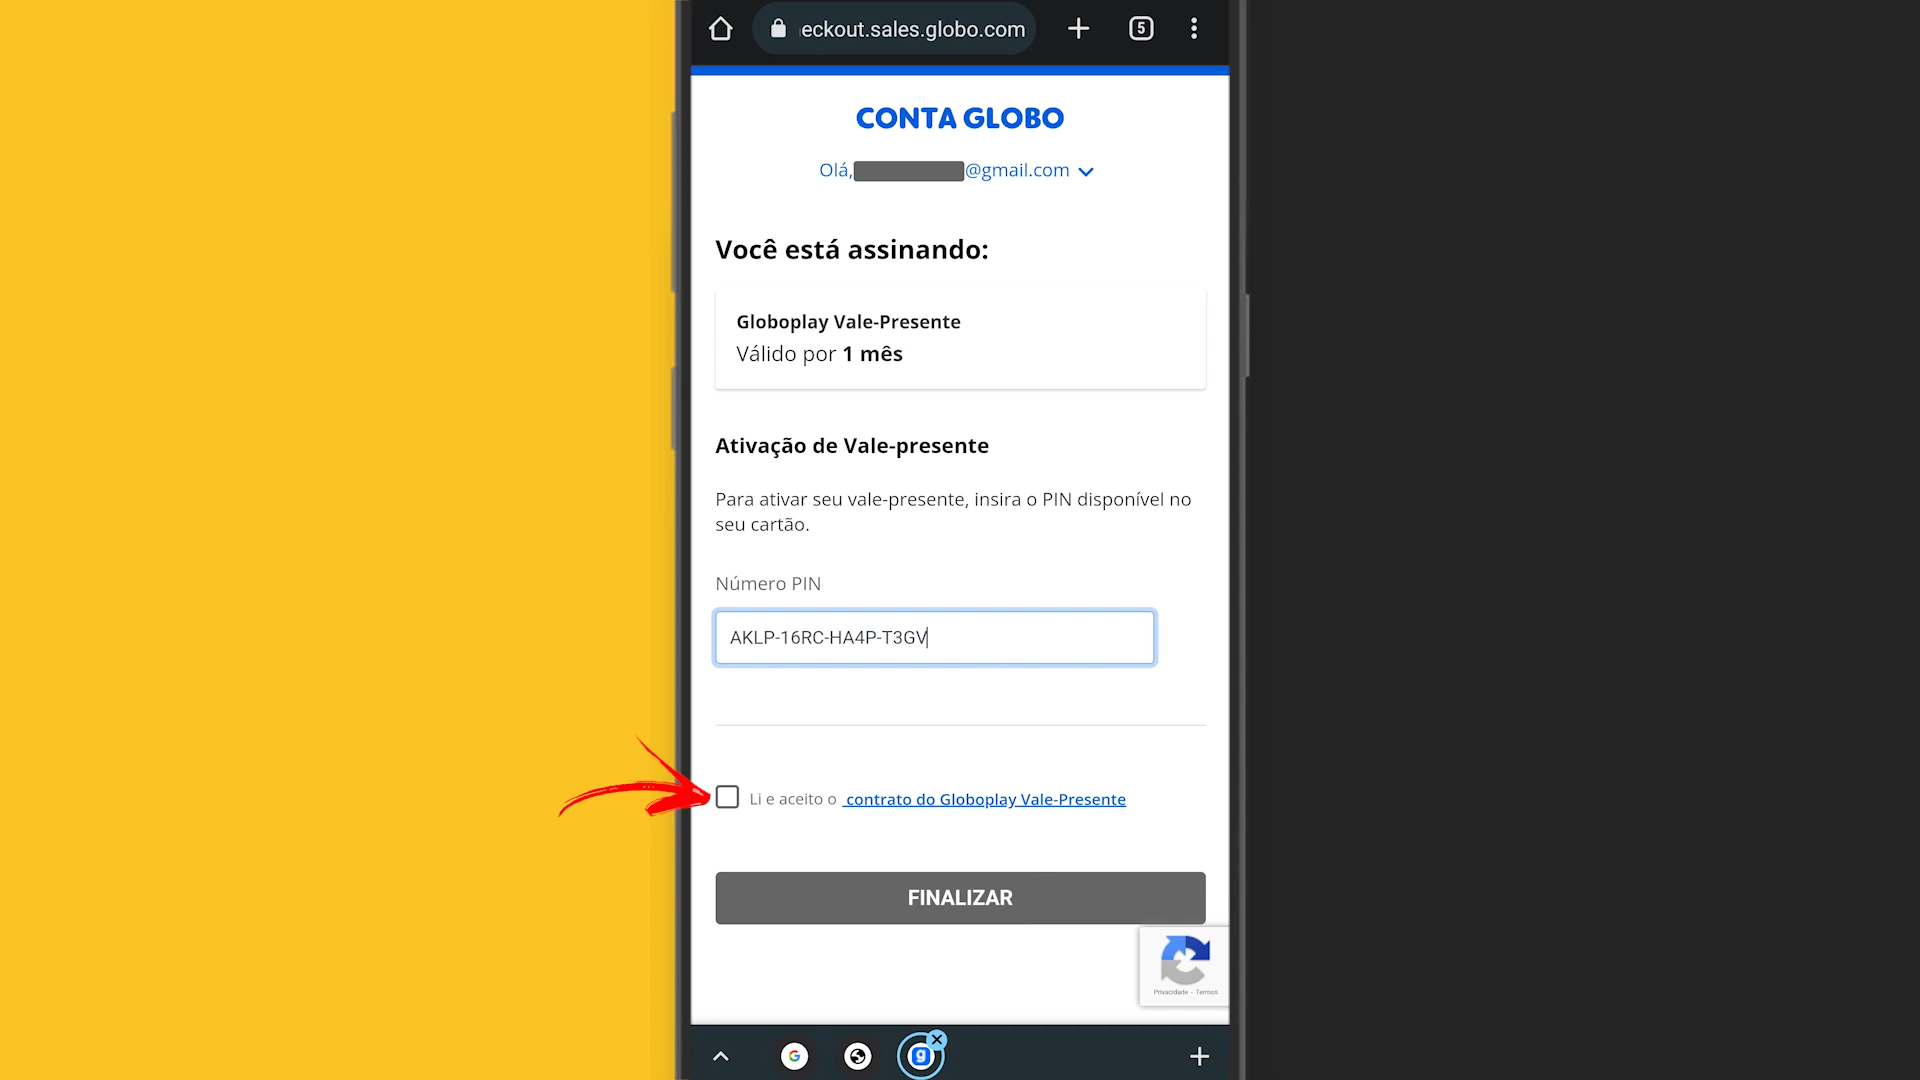 eckout.sales.globo.com
5
CONTA GLOBO
Olá, @gmail.com
Você está assinando:
Globoplay Vale-Presente
Válido por 1 mês
Ativação de Vale-presente
Para ativar seu vale-presente, insira o PIN disponível no
seu cartão.
Número PIN
AKLP-16RC-HA4P-T3GV
Li e aceito o contrato do Globoplay Vale-Presente
FINALIZAR
Privacidade - Termos